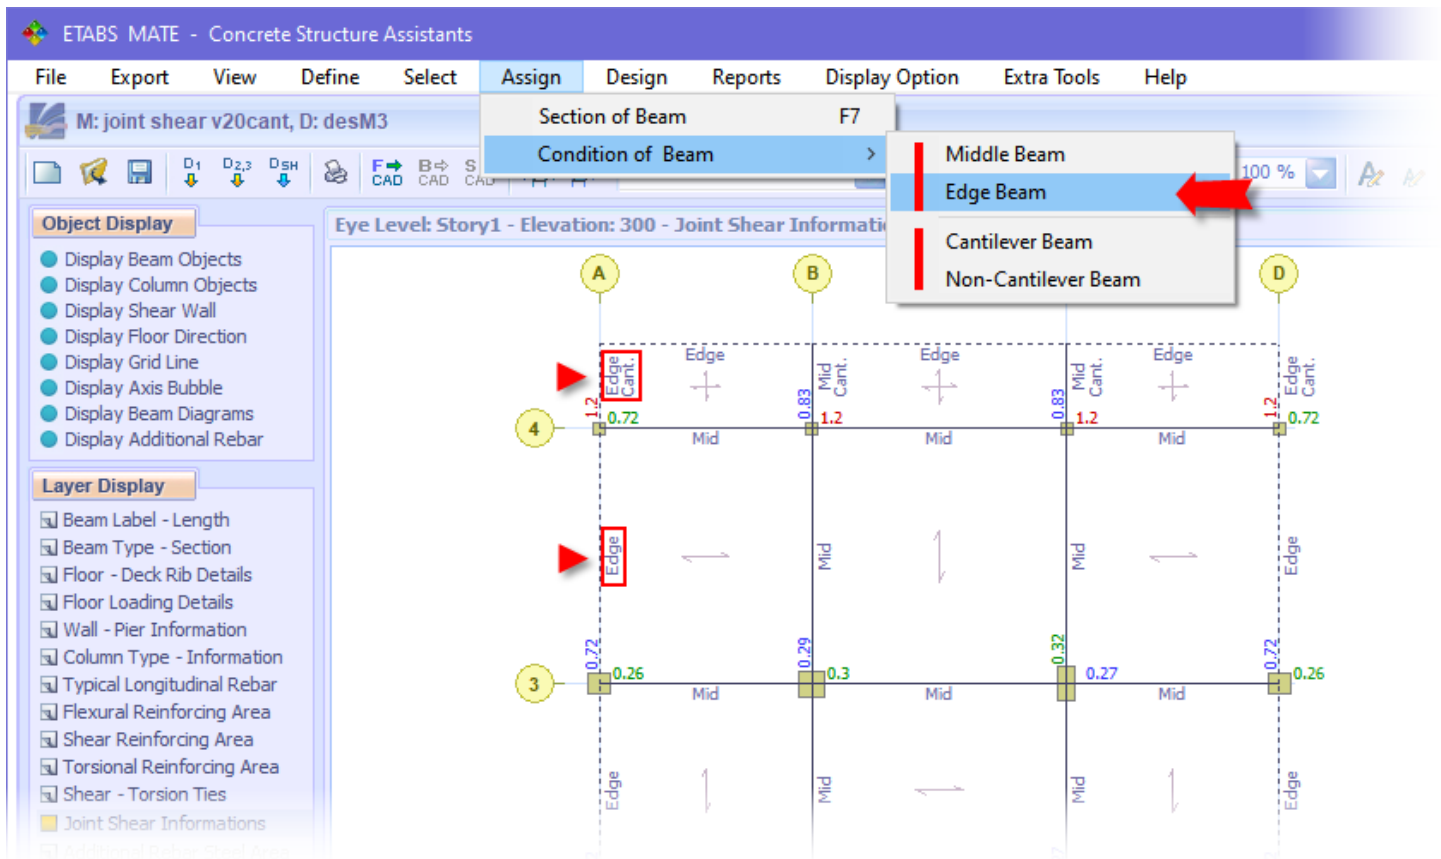 ETABS MATE - Concrete Structure Assistants
File Export View Define Select Assign Design Reports Display Option Extra Tools Help
M: joint shear v20cant, D: desM3
Section of Beam F7
Condition of Beam >
Middle Beam
Edge Beam
Cantilever Beam
Non-Cantilever Beam
D1 D2,3 DSH F CAD B CAD S CAD 100 %
Object Display
Display Beam Objects
Display Column Objects
Display Shear Wall
Display Floor Direction
Display Grid Line
Display Axis Bubble
Display Beam Diagrams
Display Additional Rebar
Layer Display
Beam Label - Length
Beam Type - Section
Floor - Deck Rib Details
Floor Loading Details
Wall - Pier Information
Column Type - Information
Typical Longitudinal Rebar
Flexural Reinforcing Area
Shear Reinforcing Area
Torsional Reinforcing Area
Shear - Torsion Ties
Joint Shear Informations
Additional Rebar Steel Area
Eye Level: Story1 - Elevation: 300 - Joint Shear Informati
A B D
Edge Edge Edge
Edge Cant. Mid Cant. Mid Cant. Edge Cant.
1.2 0.83 0.83 1.2
4 0.72 1.2 1.2 0.72
Mid Mid Mid
Edge Mid Mid Edge
0.72 0.29 0.32 0.72
3 0.26 0.3 0.27 0.26
Mid Mid Mid
Edge Mid Mid Edge